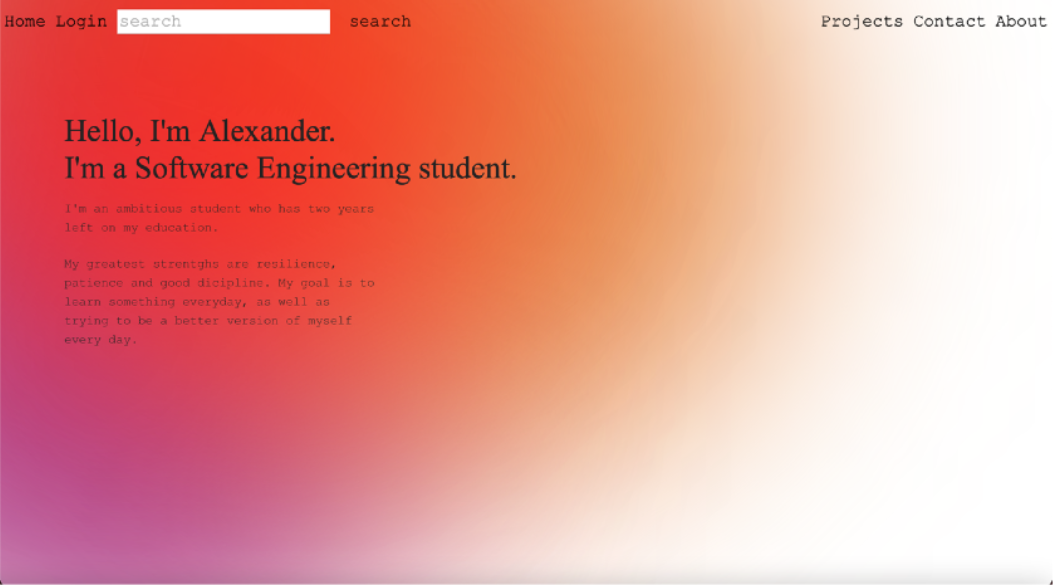 Home Login search search Projects Contact About
Hello, I'm Alexander.
I'm a Software Engineering student.
I'm an ambitious student who has two years
left on my education.
My greatest strentghs are resilience,
patience and good dicipline. My goal is to
learn something everyday, as well as
trying to be a better version of myself
every day.